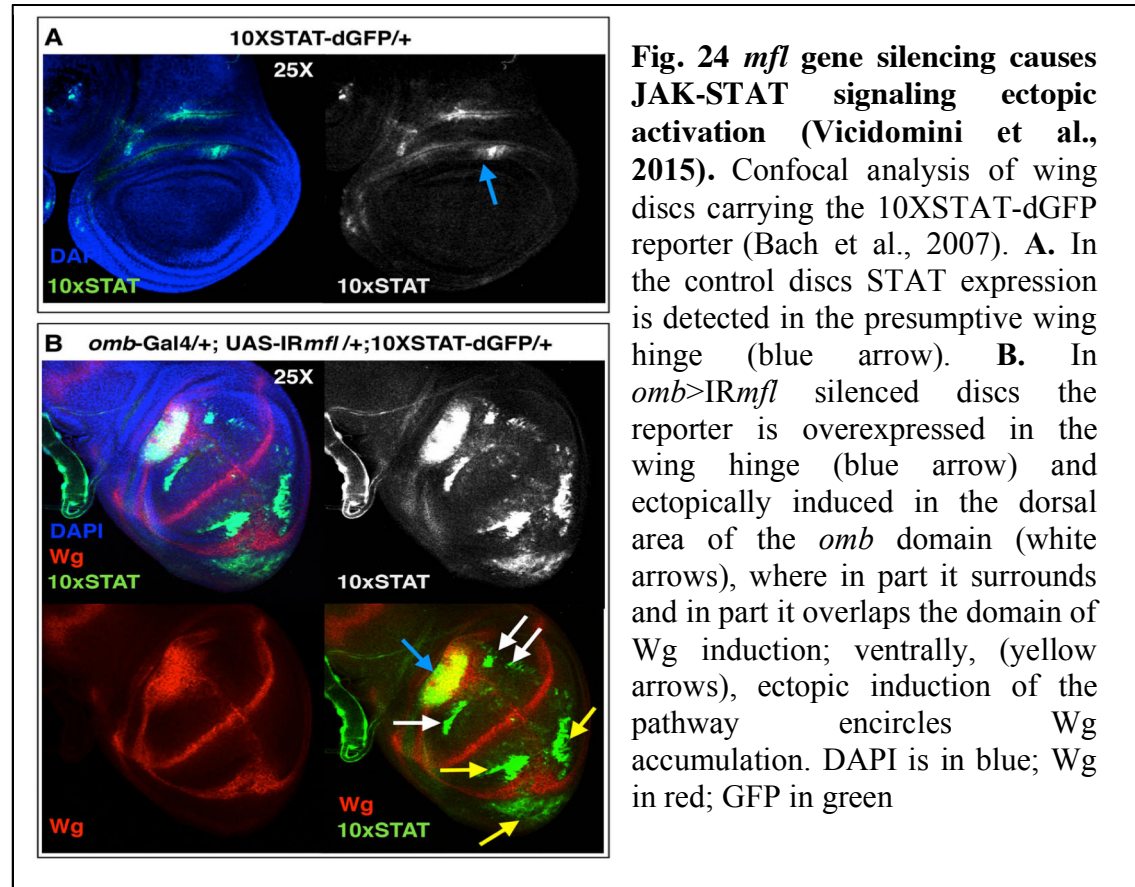 A
10XSTAT-dGFP/+
25X
DAPI
10xSTAT
10xSTAT
B
omb-Gal4/+; UAS-IRmfl/+;10XSTAT-dGFP/+
25X
DAPI
Wg
10xSTAT
10xSTAT
Wg
Wg
10xSTAT
Fig. 24 mfl gene silencing causes
JAK-STAT signaling ectopic
activation (Vicidomini et al.,
2015). Confocal analysis of wing
discs carrying the 10XSTAT-dGFP
reporter (Bach et al., 2007). A. In
the control discs STAT expression
is detected in the presumptive wing
hinge (blue arrow). B. In
omb>IRmfl silenced discs the
reporter is overexpressed in the
wing hinge (blue arrow) and
ectopically induced in the dorsal
area of the omb domain (white
arrows), where in part it surrounds
and in part it overlaps the domain of
Wg induction; ventrally, (yellow
arrows), ectopic induction of the
pathway encircles Wg
accumulation. DAPI is in blue; Wg
in red; GFP in green